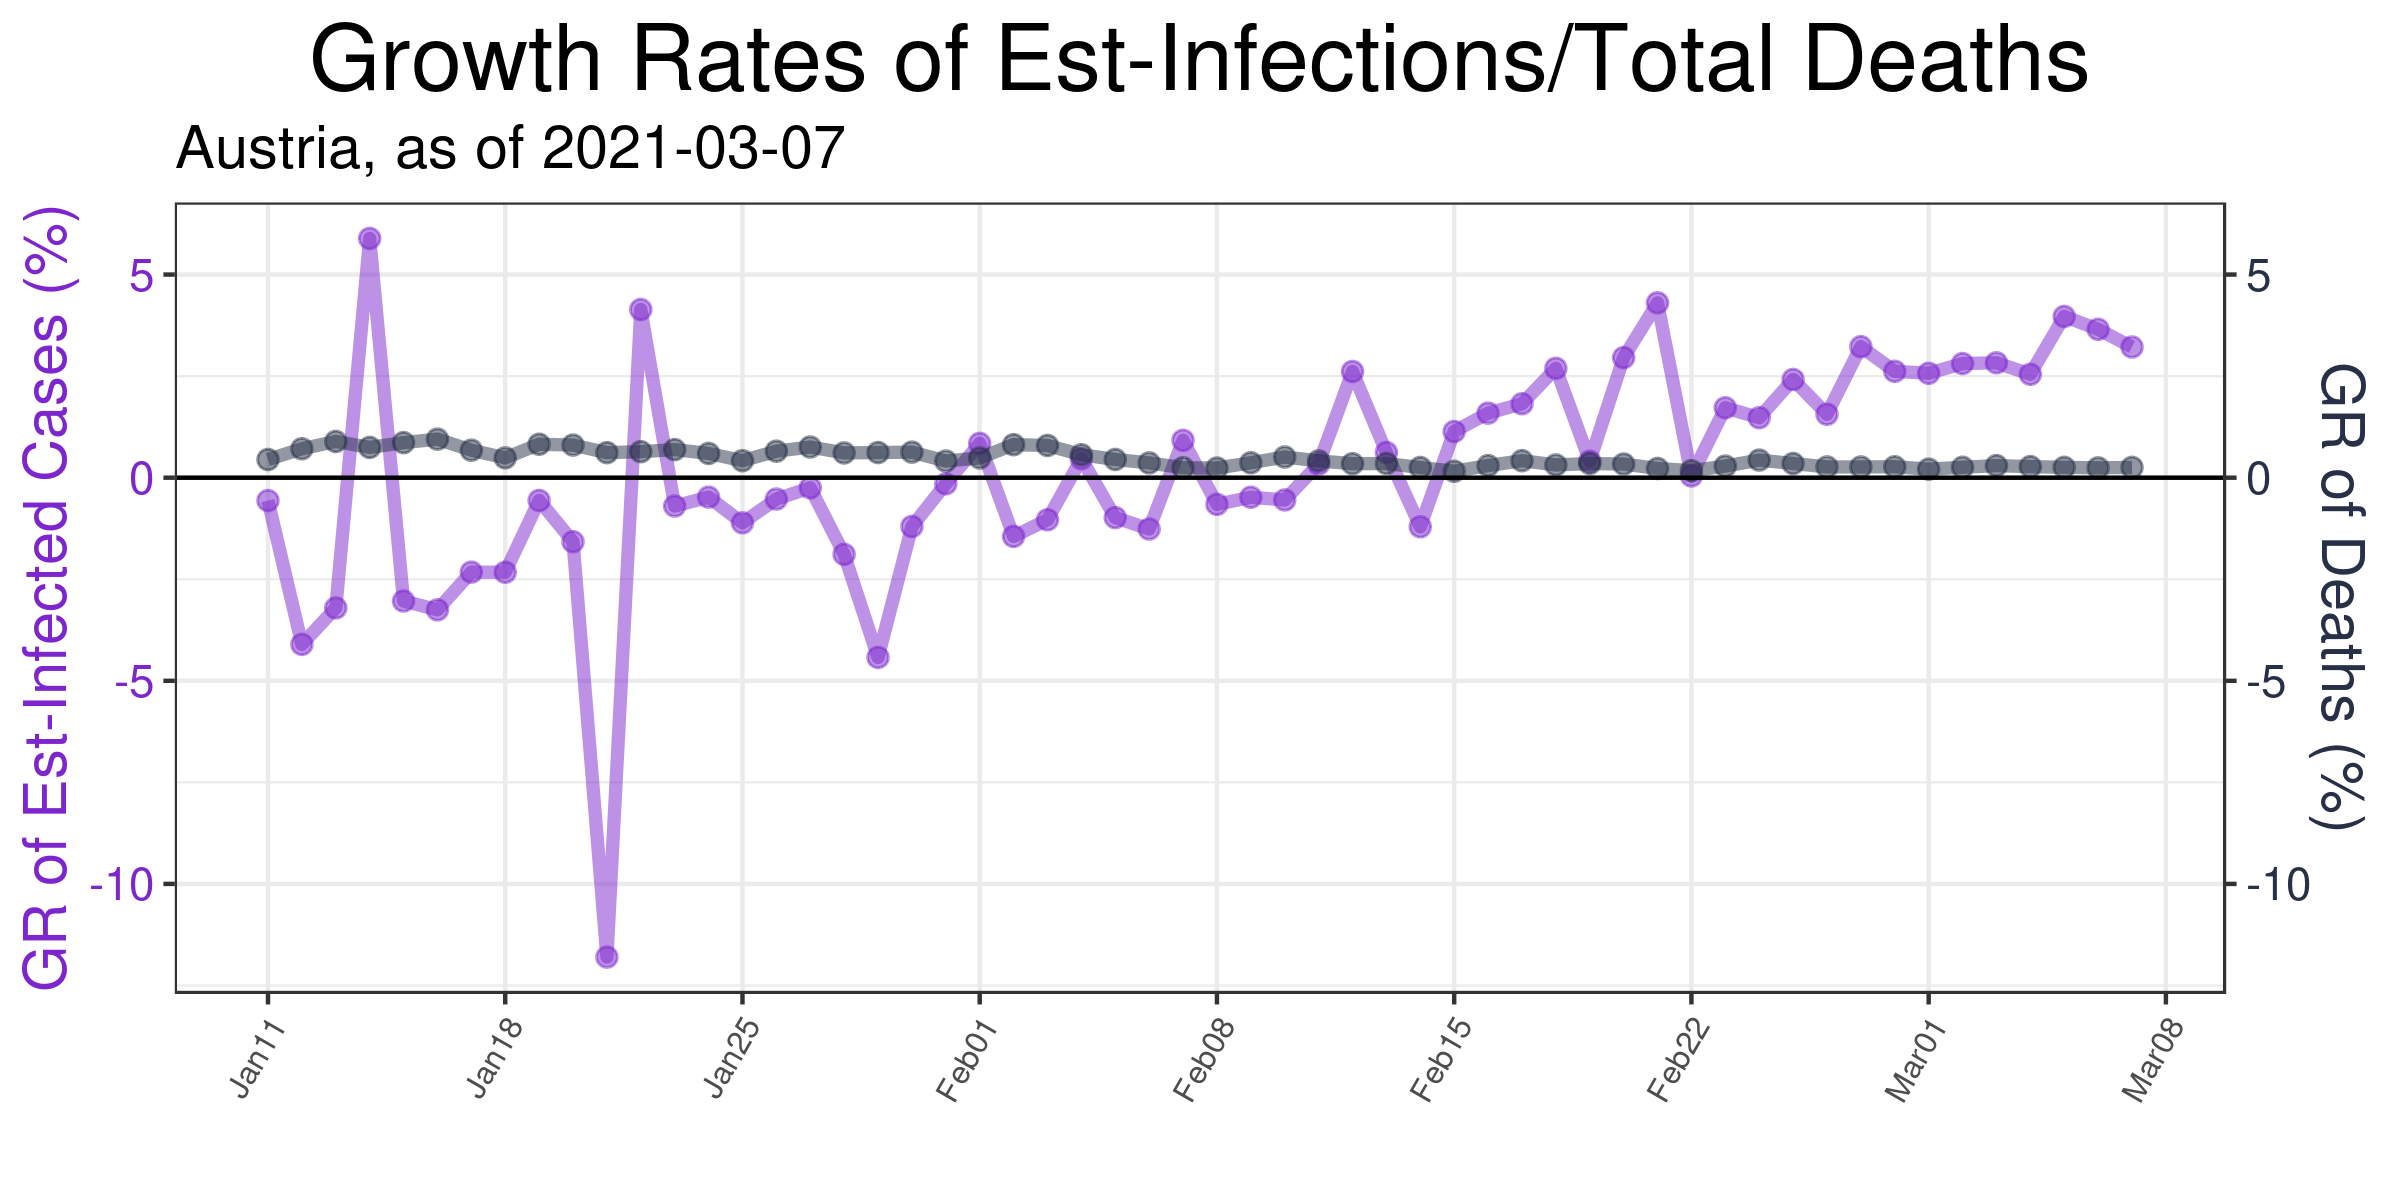 Growth Rates of Est-Infections/Total Deaths
Austria, as of 2021-03-07
GR of Est-Infected Cases (%)
5
0
-5
-10
5
0
-5
-10
GR of Deaths (%)
Jan11
Jan18
Jan25
Feb01
Feb08
Feb15
Feb22
Mar01
Mar08